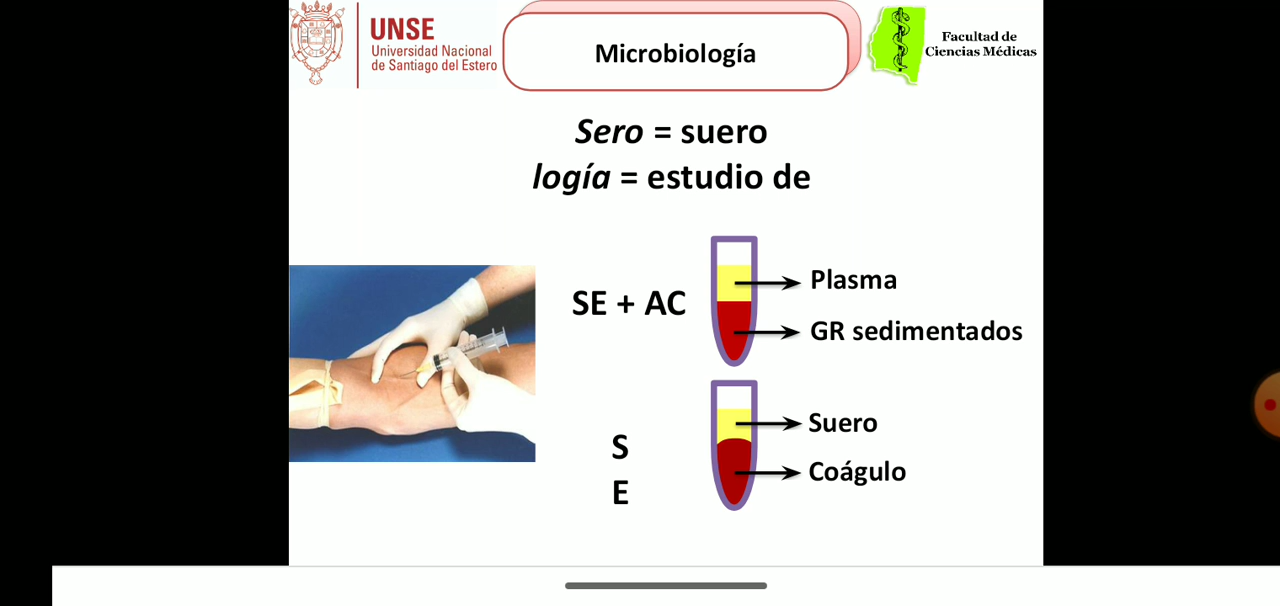 UNSE
Universidad Nacional
de Santiago del Estero
Microbiología
Facultad de
Ciencias Médicas
Sero = suero
logía = estudio de
SE + AC
Plasma
GR sedimentados
S
E
Suero
Coágulo